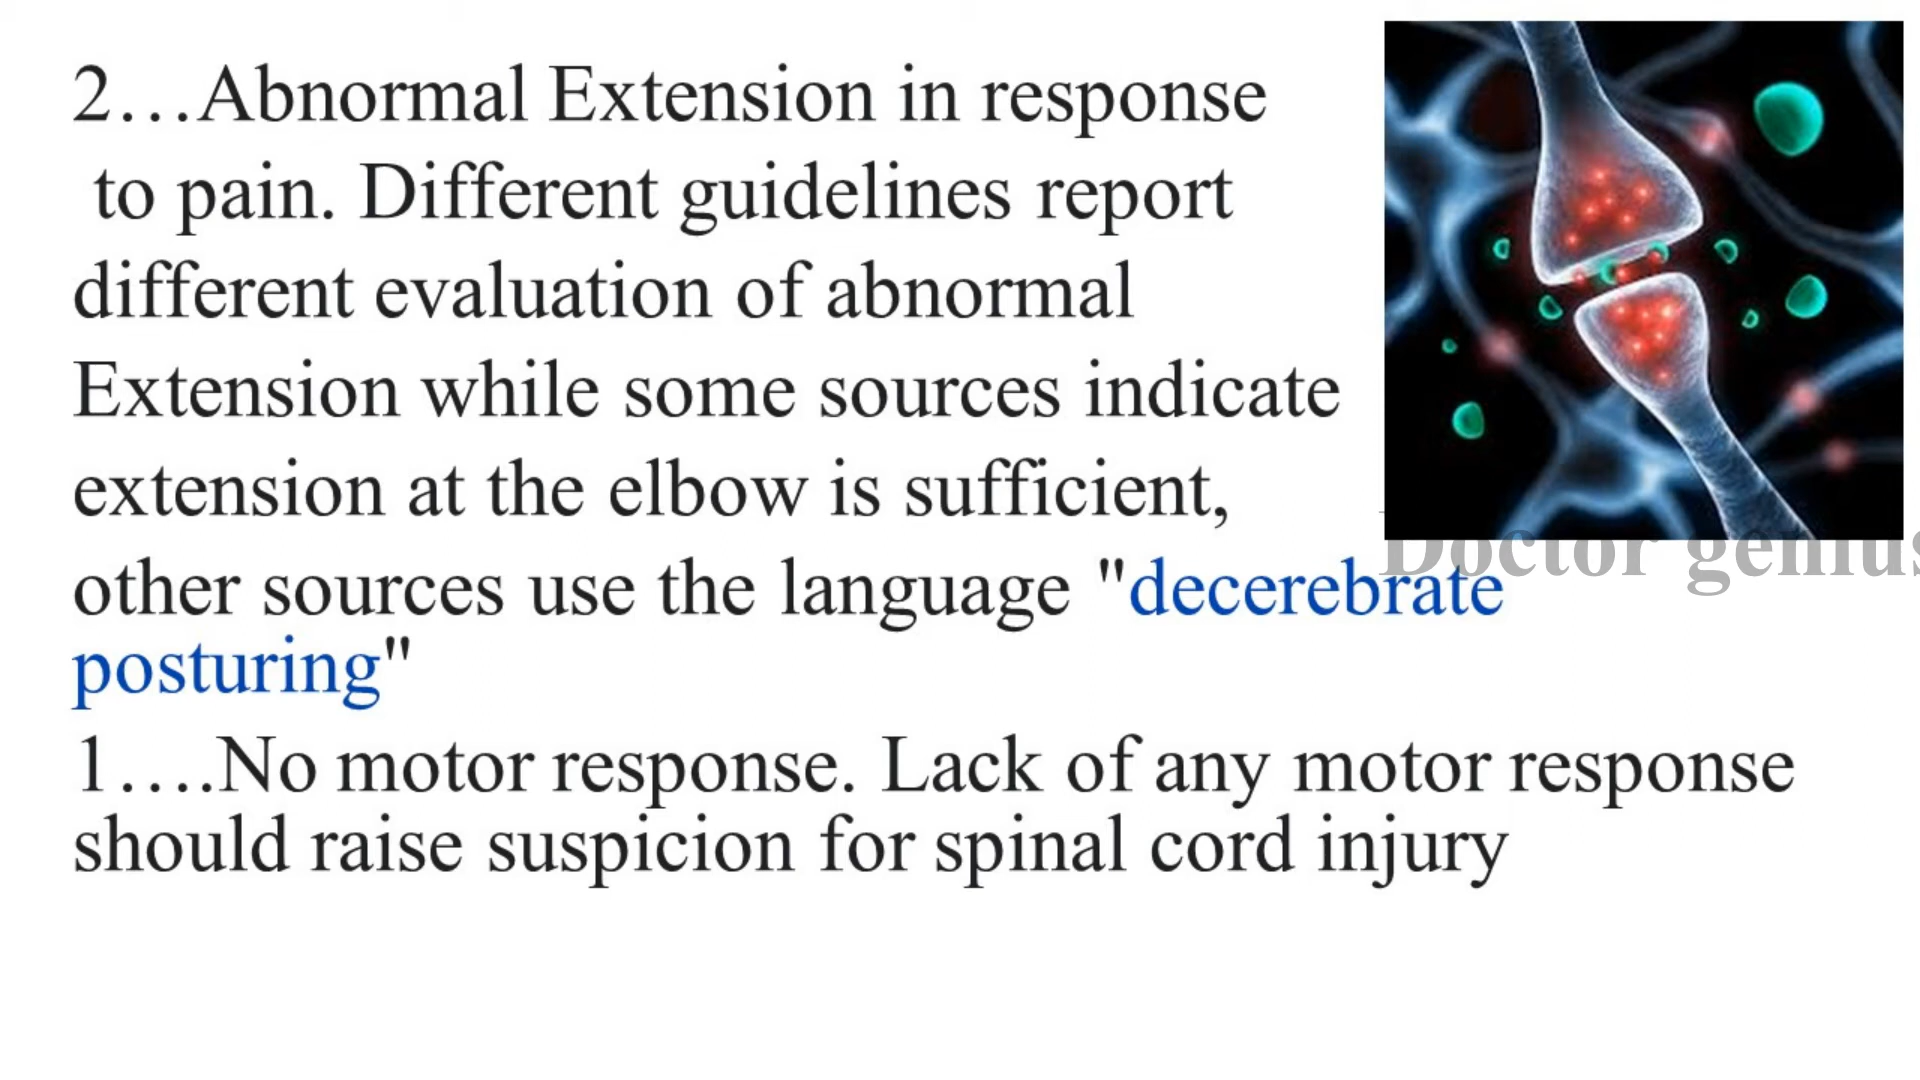 2…Abnormal Extension in response
to pain. Different guidelines report
different evaluation of abnormal
Extension while some sources indicate
extension at the elbow is sufficient,
other sources use the language "decerebrate
posturing"
1….No motor response. Lack of any motor response
should raise suspicion for spinal cord injury
Doctor genius